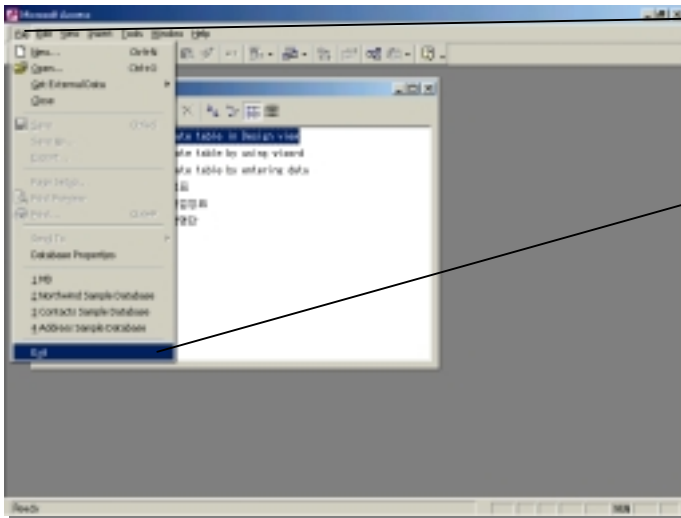 Microsoft Access
File Edit View Insert Tools Window Help
New... Ctrl+N
Open... Ctrl+O
Get External Data
Close
Save Ctrl+S
Save As...
Export...
Page Setup...
Print Preview
Print... Ctrl+P
Send To
Database Properties
1
2 Northwind Sample Database
3 Contacts Sample Database
4 Address Sample Database
Exit
ate table in Design view
ate table by using wizard
ate table by entering data
Ready
NUM